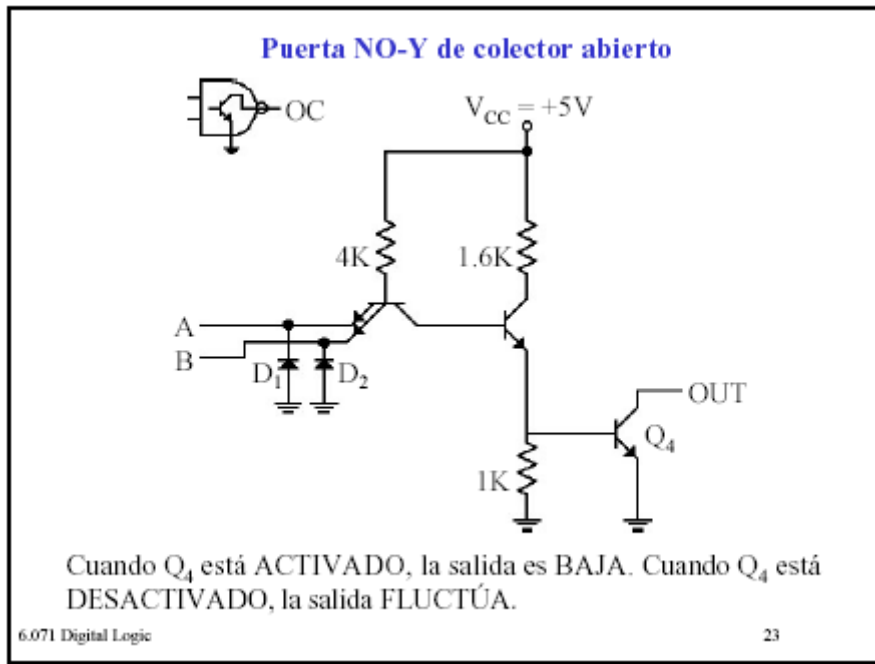 Puerta NO-Y de colector abierto
OC
V_CC = +5V
4K
1.6K
A
B
D₁
D₂
OUT
Q₄
1K
Cuando Q₄ está ACTIVADO, la salida es BAJA. Cuando Q₄ está
DESACTIVADO, la salida FLUCTÚA.
6.071 Digital Logic
23